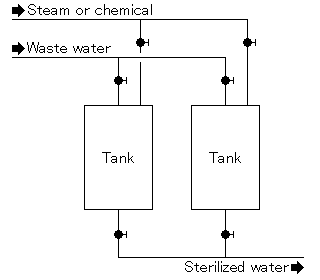 Steam or chemical
Waste water
Tank
Tank
Sterilized water